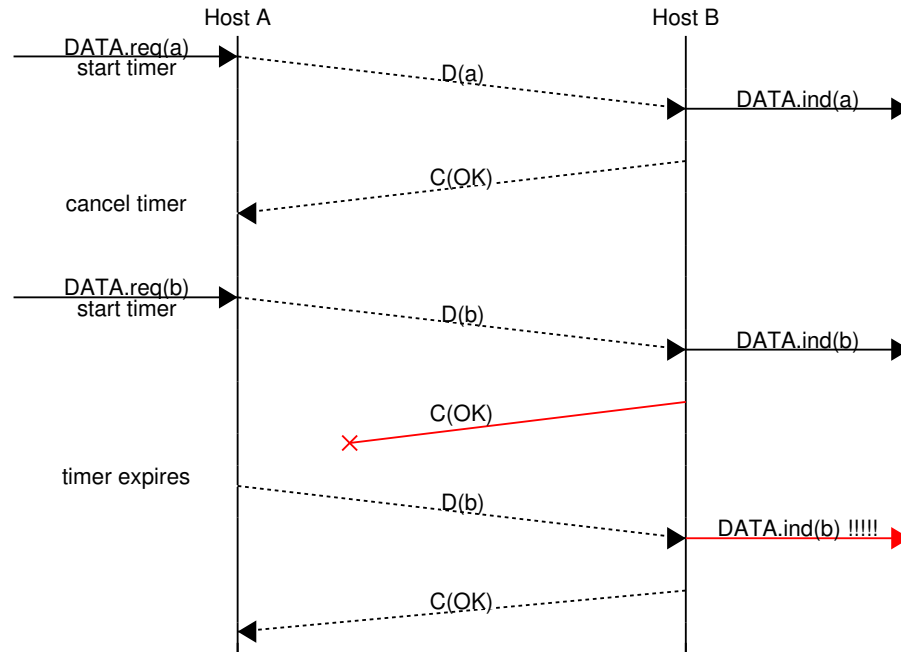 Host A
Host B
DATA.req(a)
start timer
D(a)
DATA.ind(a)
C(OK)
cancel timer
DATA.req(b)
start timer
D(b)
DATA.ind(b)
C(OK)
timer expires
D(b)
DATA.ind(b) !!!!!
C(OK)